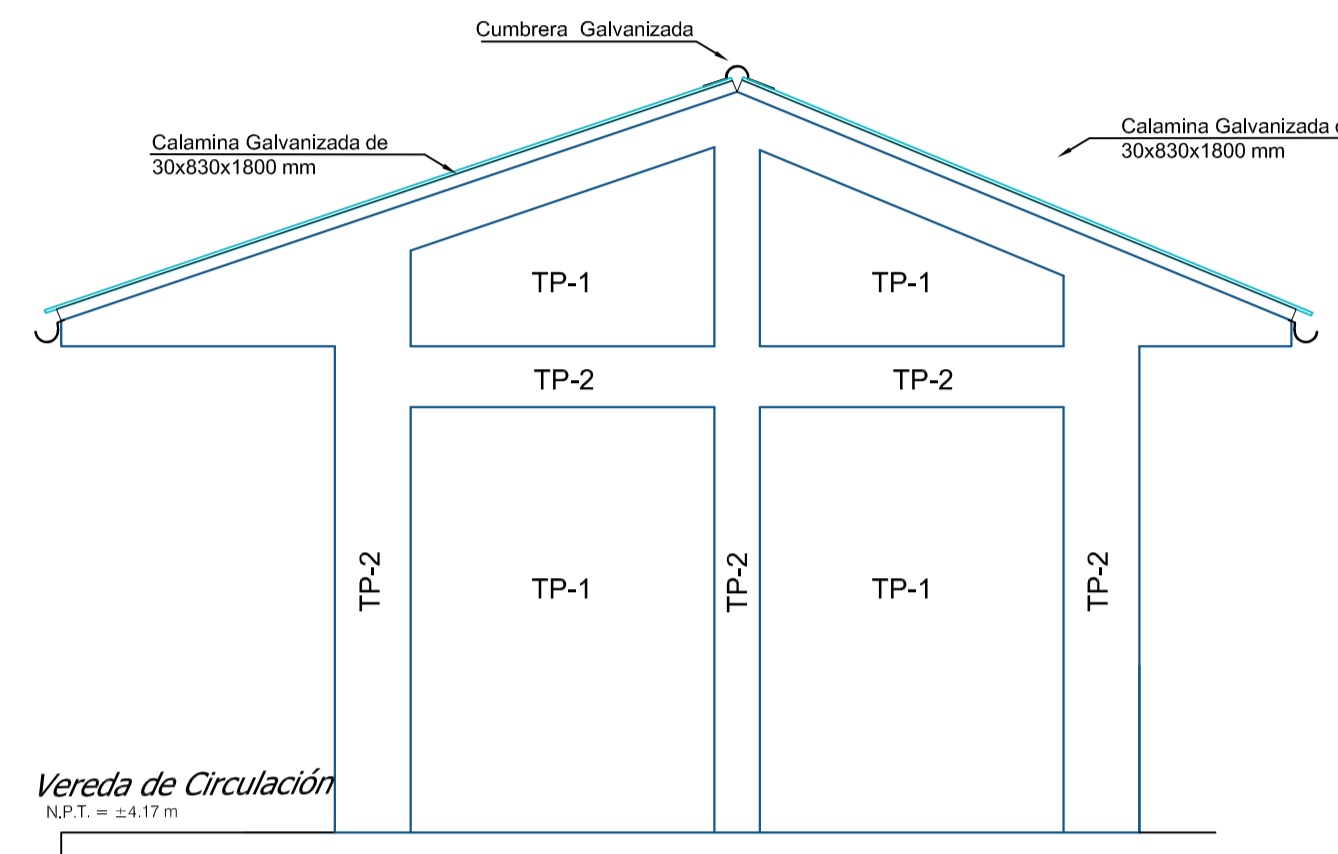 Cumbrera Galvanizada
Calamina Galvanizada de
30x830x1800 mm
Calamina Galvanizada
30x830x1800 mm
TP-1
TP-1
TP-2
TP-2
TP-2
TP-1
TP-2
TP-1
TP-2
Vereda de Circulación
N.P.T. = ±4.17 m